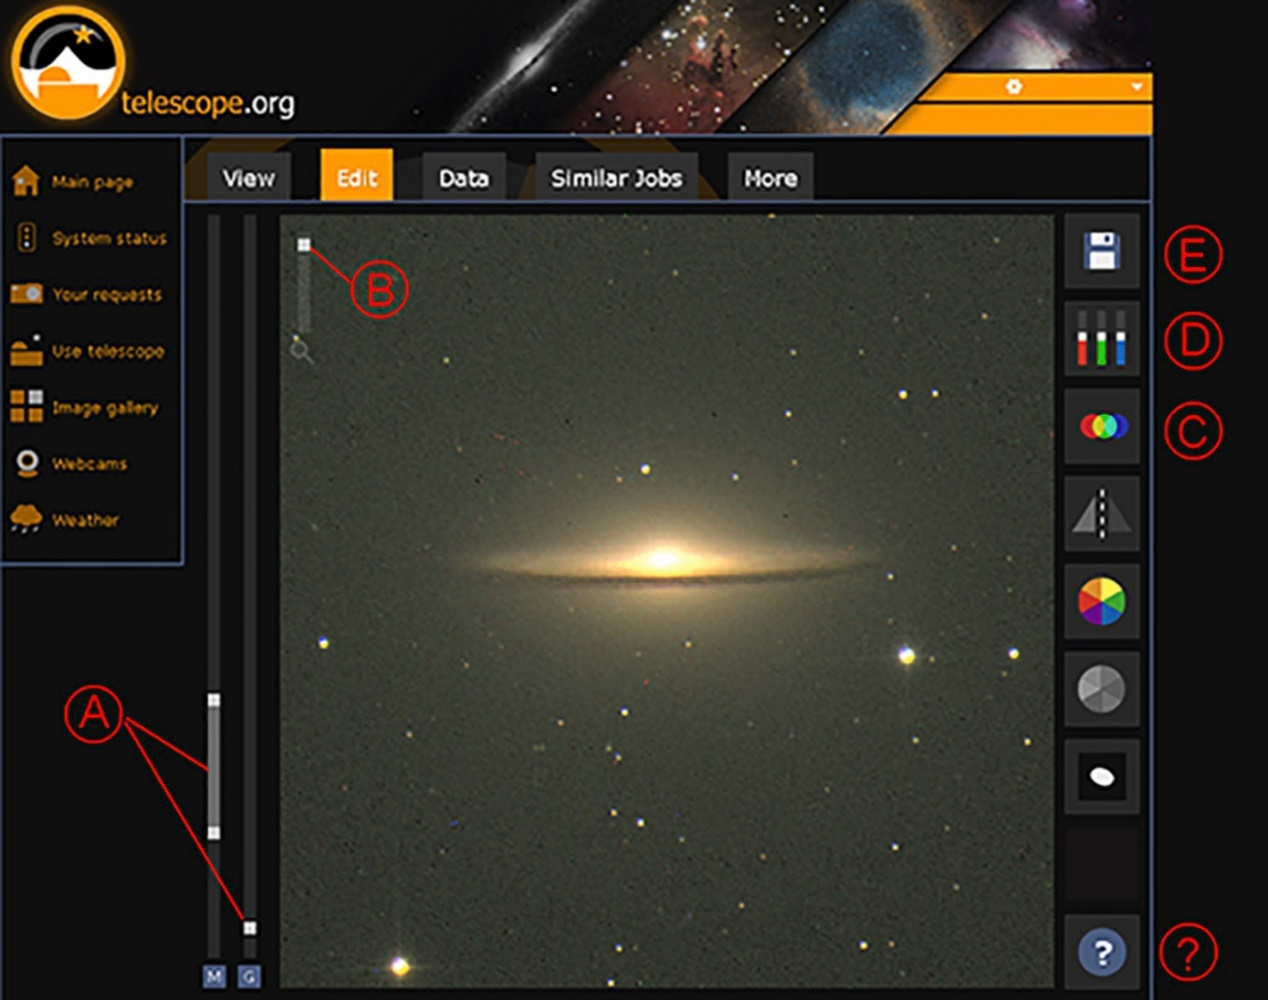 telescope.org
Main page
System status
Your requests
Use telescope
Image gallery
Webcams
Weather
View
Edit
Data
Similar Jobs
More
B
A
M
G
E
D
C
?
?